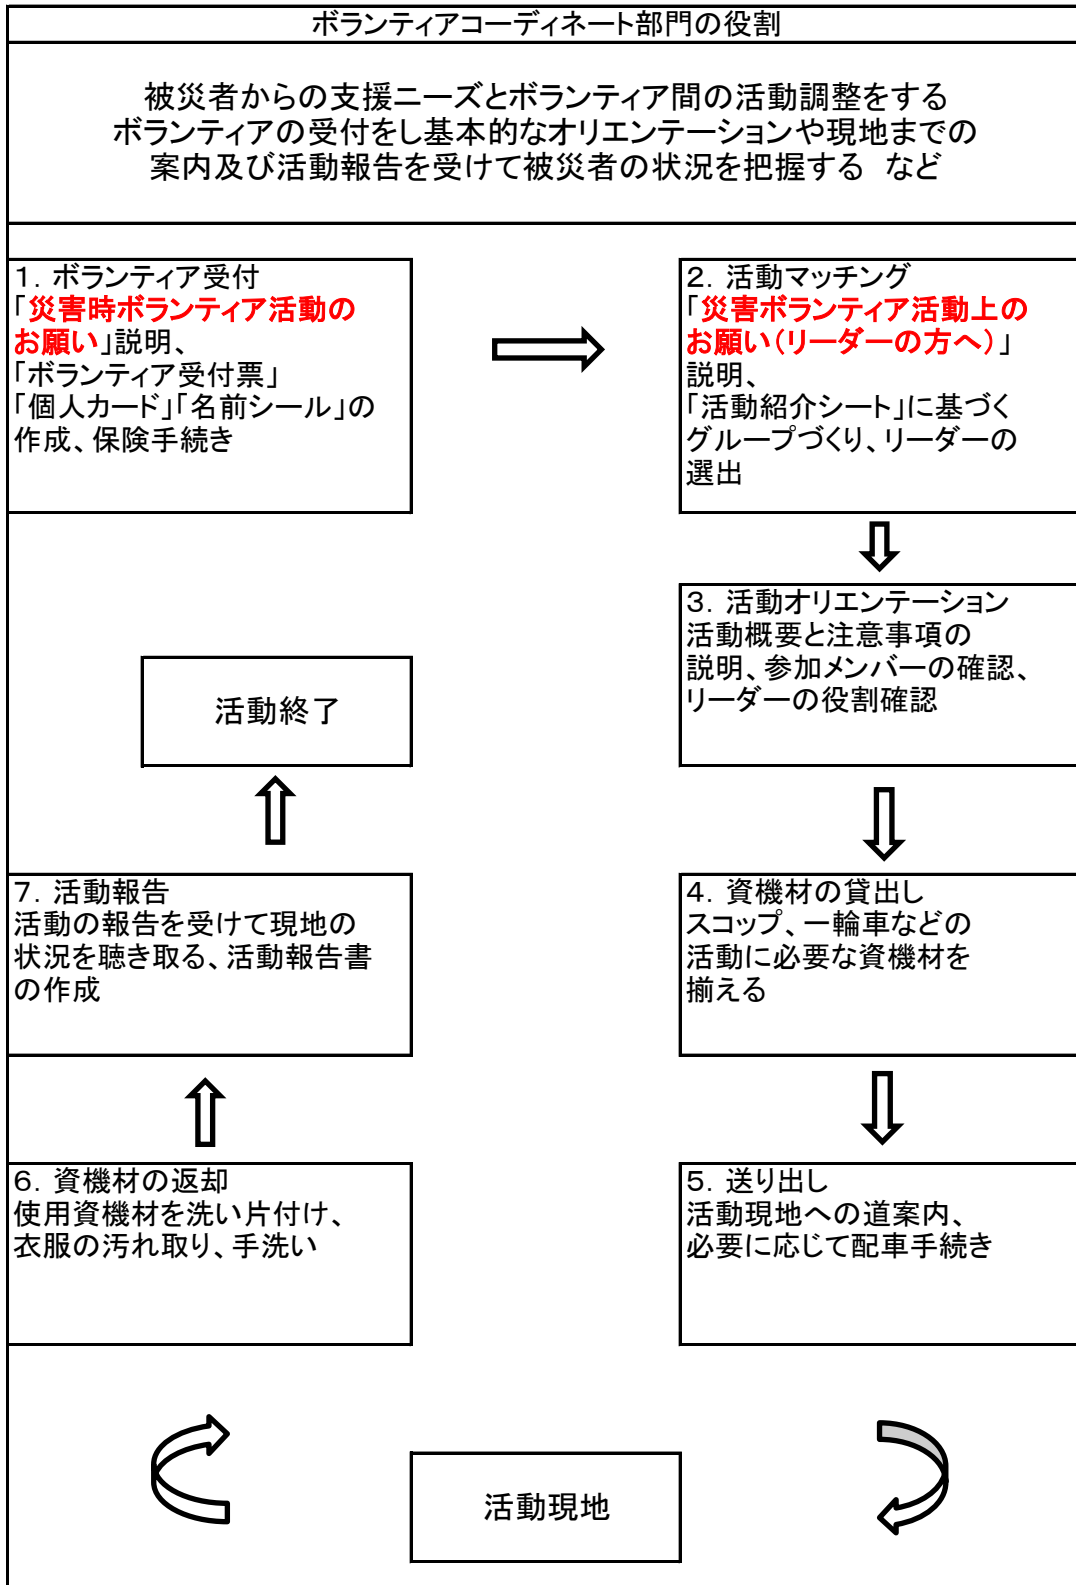 ボランティアコーディネート部門の役割
被災者からの支援ニーズとボランティア間の活動調整をする
ボランティアの受付をし基本的なオリエンテーションや現地までの
案内及び活動報告を受けて被災者の状況を把握する など
1．ボランティア受付
「災害時ボランティア活動の
お願い」説明、
「ボランティア受付票」
「個人カード」「名前シール」の
作成、保険手続き
2．活動マッチング
「災害ボランティア活動上の
お願い（リーダーの方へ）」
説明、
「活動紹介シート」に基づく
グループづくり、リーダーの
選出
3．活動オリエンテーション
活動概要と注意事項の
説明、参加メンバーの確認、
リーダーの役割確認
活動終了
7．活動報告
活動の報告を受けて現地の
状況を聴き取る、活動報告書
の作成
4．資機材の貸出し
スコップ、一輪車などの
活動に必要な資機材を
揃える
6．資機材の返却
使用資機材を洗い片付け、
衣服の汚れ取り、手洗い
5．送り出し
活動現地への道案内、
必要に応じて配車手続き
活動現地